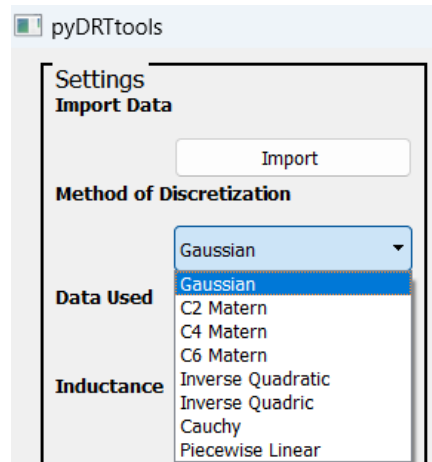 pyDRTtools
Settings
Import Data
Import
Method of Discretization
Gaussian
Gaussian
Data Used
C2 Matern
C4 Matern
C6 Matern
Inductance
Inverse Quadratic
Inverse Quadric
Cauchy
Piecewise Linear